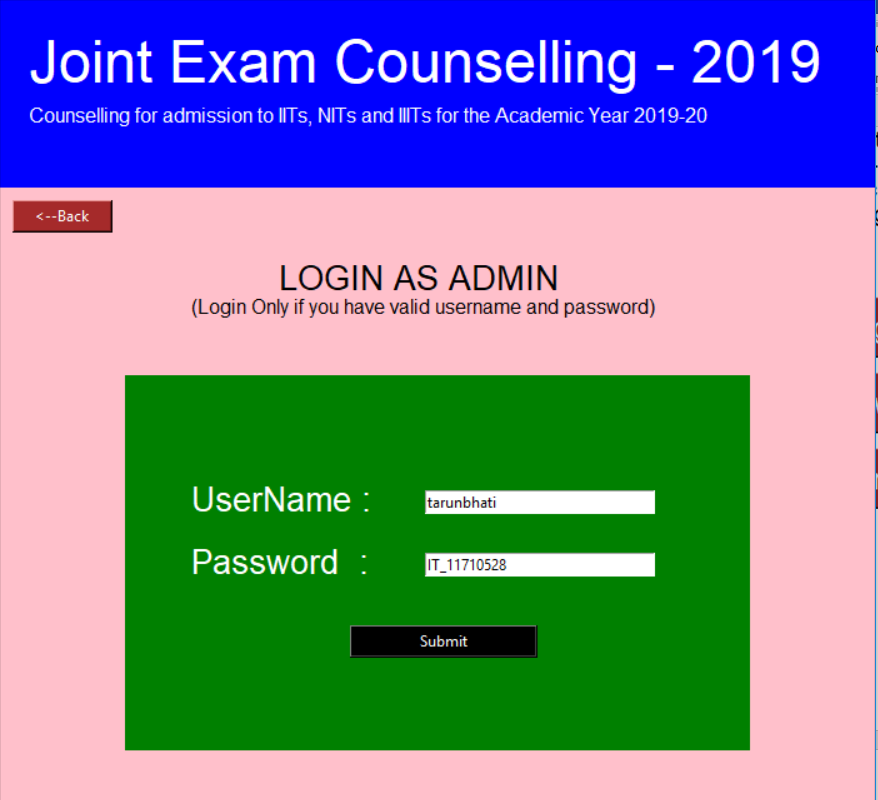 Joint Exam Counselling - 2019
Counselling for admission to IITs, NITs and IIITs for the Academic Year 2019-20
<--Back
LOGIN AS ADMIN
(Login Only if you have valid username and password)
UserName : tarunbhati
Password : IT_11710528
Submit